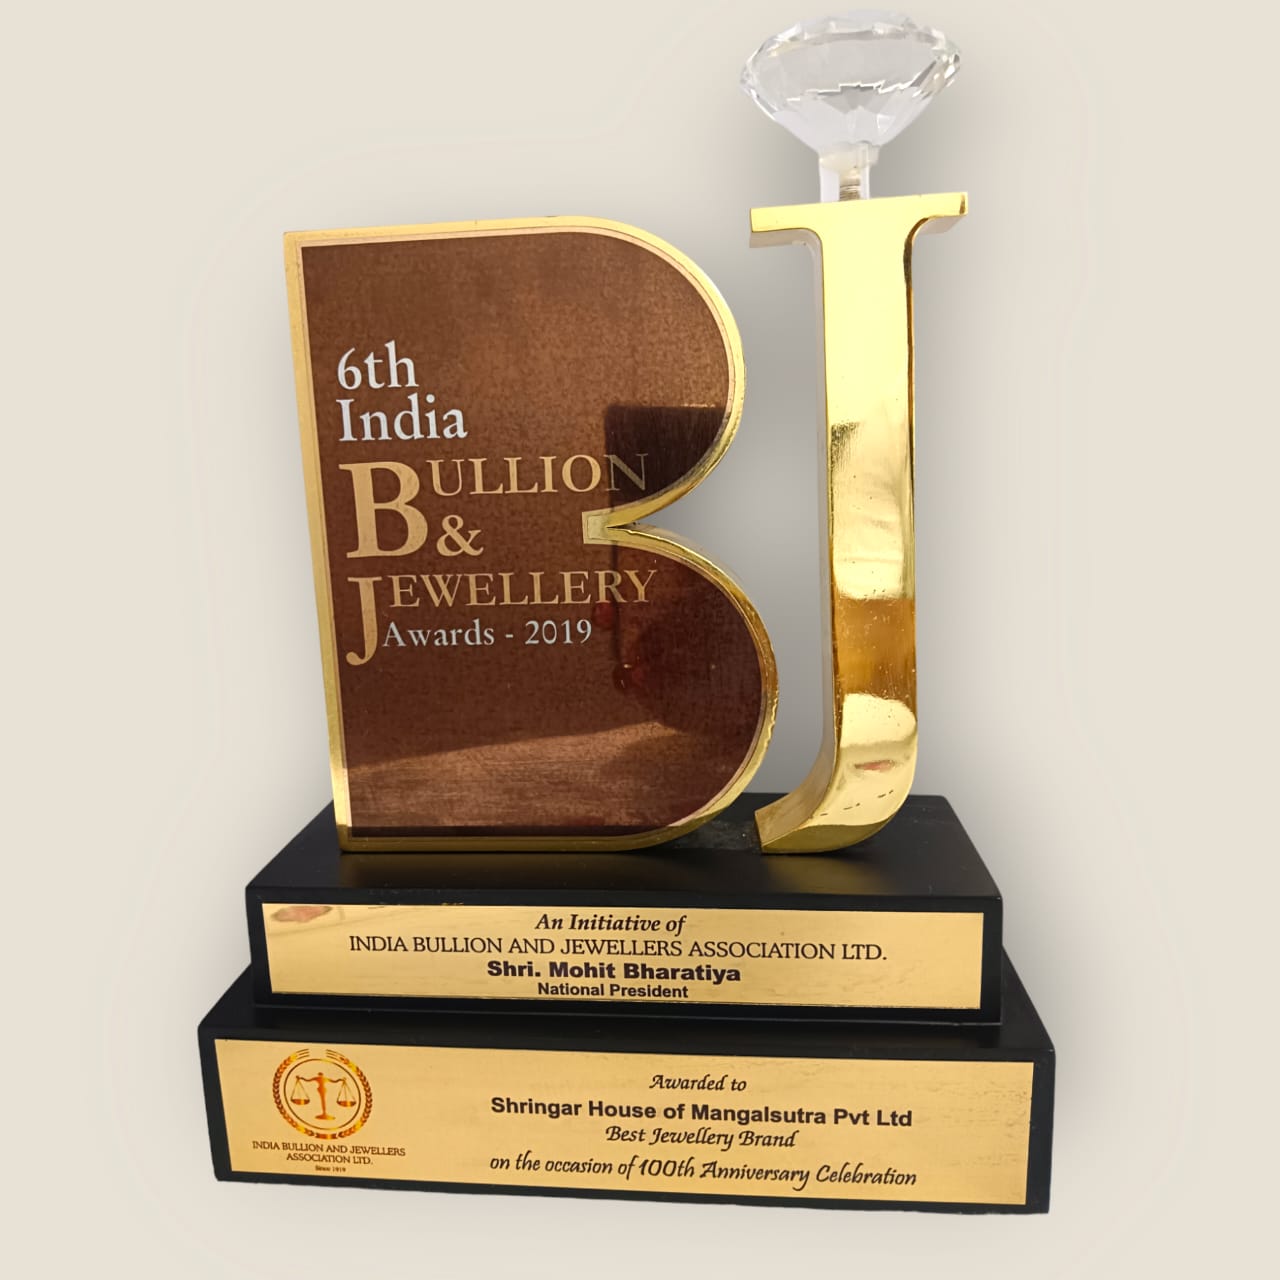 6th
India
BULLION
&
JEWELLERY
Awards - 2019
An Initiative of
INDIA BULLION AND JEWELLERS ASSOCIATION LTD.
Shri. Mohit Bharatiya
National President
INDIA BULLION AND JEWELLERS
ASSOCIATION LTD.
Since 1919
Awarded to
Shringar House of Mangalsutra Pvt Ltd
Best Jewellery Brand
on the occasion of 100th Anniversary Celebration